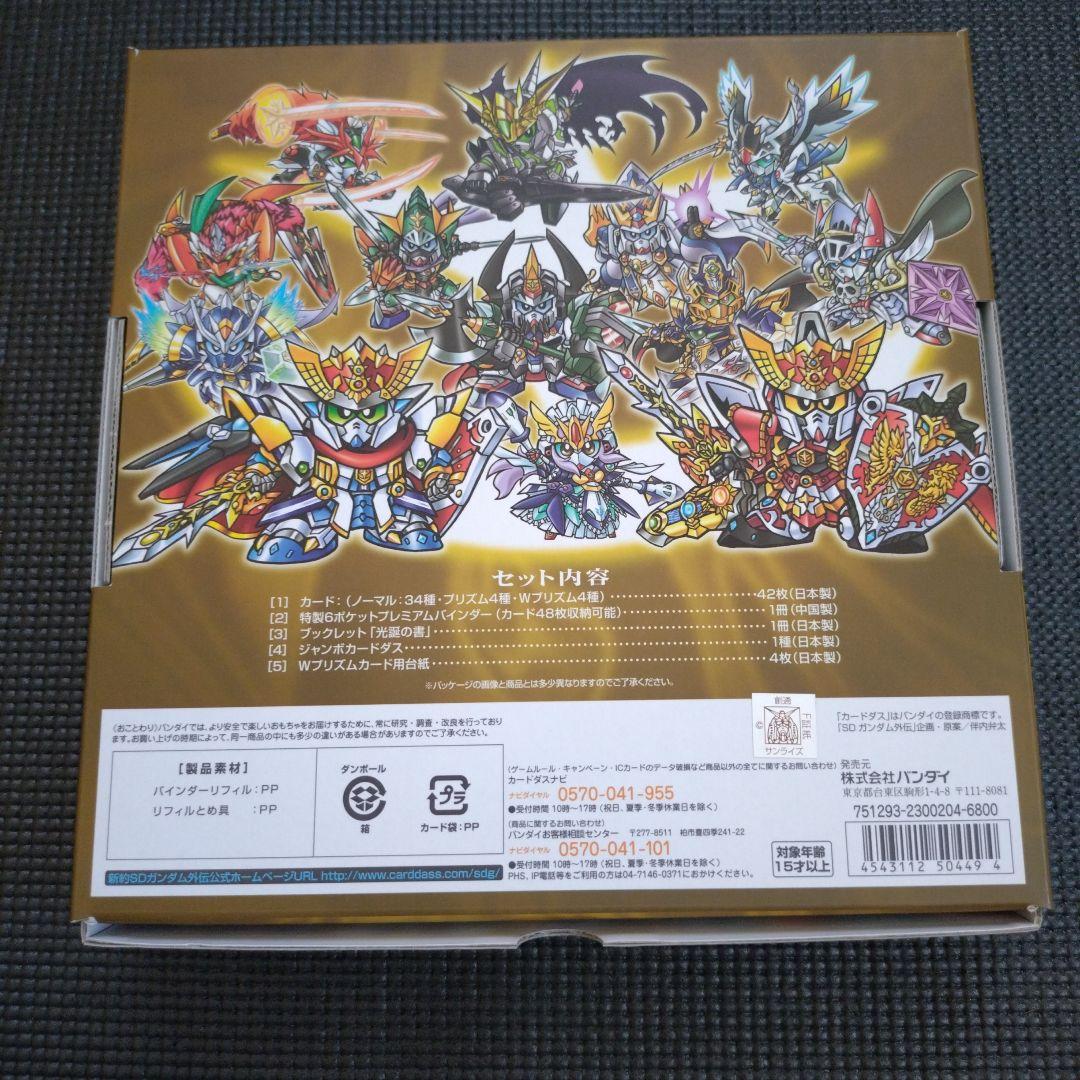 セット内容
[1] カード:(ノーマル:34種・プリズム4種・Wプリズム4種)・・・・・・・・・・・・・・・・・・42枚(日本製)
[2] 特製6ポケットプレミアムバインダー(カード48枚収納可能)・・・・・・・・・・・・・・・・・・1冊(中国製)
[3] ブックレット「光誕の書」・・・・・・・・・・・・・・・・・・1冊(日本製)
[4] ジャンボカードダス・・・・・・・・・・・・・・・・・・1種(日本製)
[5] Wプリズムカード用台紙・・・・・・・・・・・・・・・・・・4枚(日本製)
※パッケージの画像と商品とは多少異なりますのでご了承ください。
《おことわり》バンダイでは、より安全で楽しいおもちゃをお届けするために、常に研究・調査・改良を行っており
ます。お買い上げの時期によって、同一商品の中にも多少の違いがある場合がありますのでご了承ください。
[製品素材]
バインダーリフィル:PP
リフィルとめ具 :PP
ダンボール
箱
プラ
カード袋:PP
新約SDガンダム外伝公式ホームページURL http://www.carddass.com/sdg/
(ゲームルール・キャンペーン・ICカードのデータ破損など商品以外の全てに関するお問い合わせ)
カードダスナビ
ナビダイヤル 0570-041-955
●受付時間 10時〜17時(祝日、夏季・冬季休業日を除く)
(商品に関するお問い合わせ)
バンダイお客様相談センター 〒277-8511 柏市豊四季241-22
ナビダイヤル 0570-041-101
●受付時間 10時〜17時(祝日、夏季・冬季休業日を除く)
PHS、IP電話等をご利用の方は04-7146-0371におかけください。
創通
©
サンライズ
証紙
「カードダス」はバンダイの登録商標です。
「SDガンダム外伝」企画・原案/伴内弁太
発売元
株式会社バンダイ
東京都台東区駒形1-4-8 〒111-8081
751293-2300204-6800
4543112 504494
対象年齢
15才以上